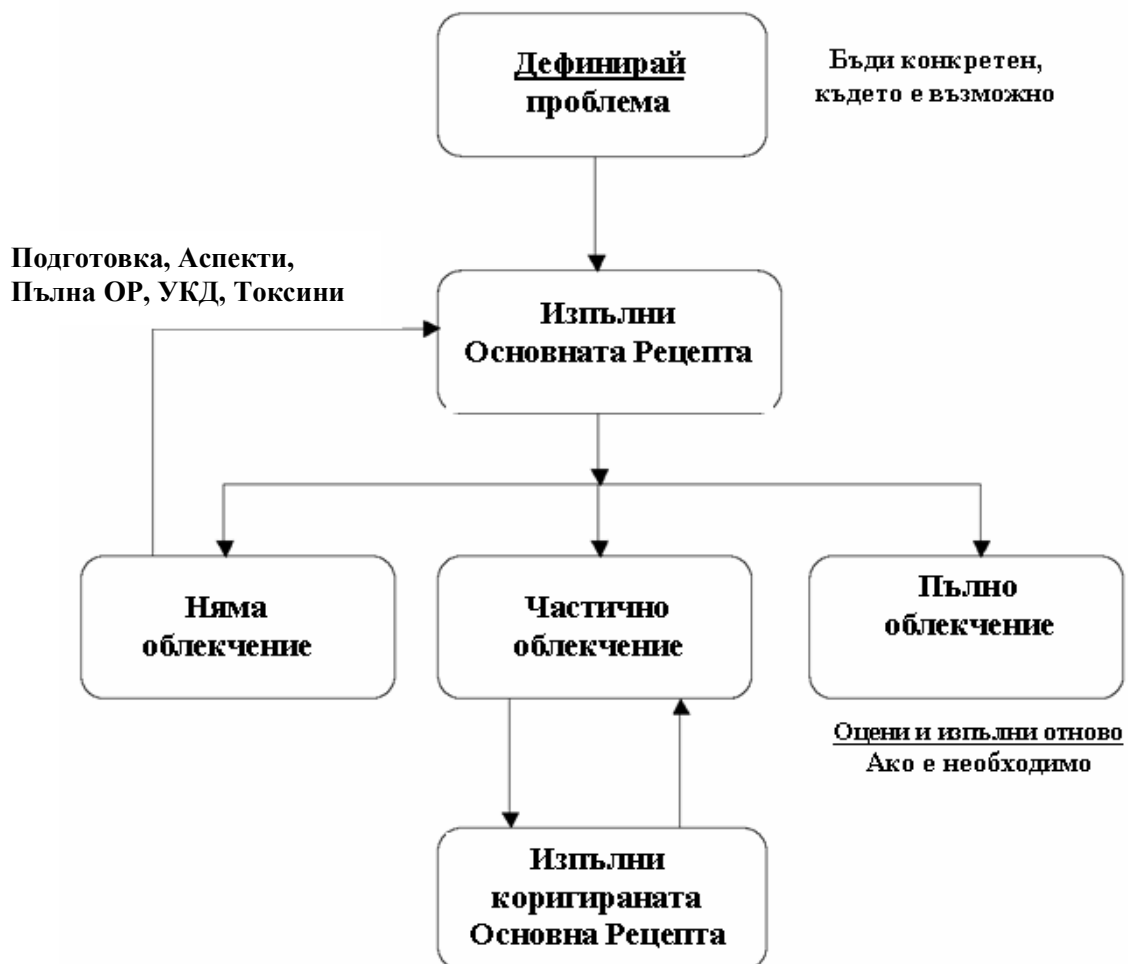 Дефинирай
проблема
Бъди конкретен,
където е възможно
Подготовка, Аспекти,
Пълна ОР, УКД, Токсини
Изпълни
Основната Рецепта
Няма
облекчение
Частично
облекчение
Пълно
облекчение
Оцени и изпълни отново
Ако е необходимо
Изпълни
коригираната
Основна Рецепта